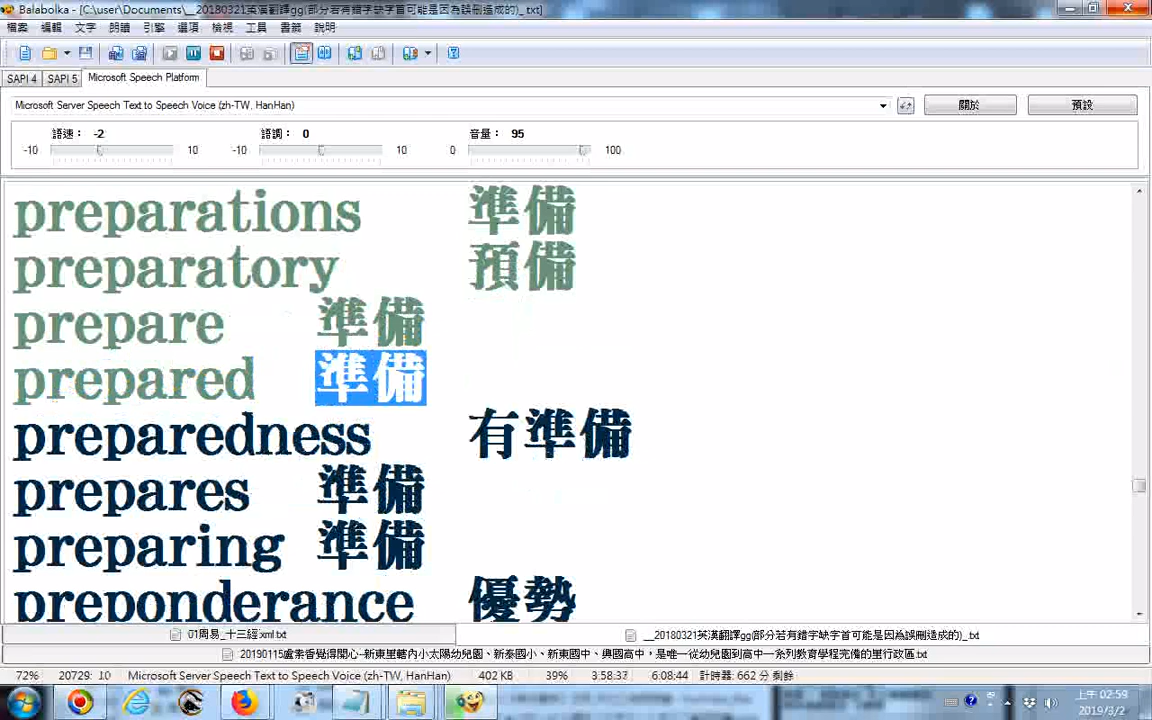 Balabolka - [C:\user\Documents\__20180321英漢翻譯gg(部分若有錯字缺字首可能是因為誤刪造成的)_.txt]
檔案 編輯 文字 朗讀 引擎 選項 檢視 工具 書籤 說明
SAPI 4 SAPI 5 Microsoft Speech Platform
Microsoft Server Speech Text to Speech Voice (zh-TW, HanHan) 關於 預設
語速： -2 語調： 0 音量： 95
-10 10 -10 10 0 100
preparations 準備
preparatory 預備
prepare 準備
prepared 準備
preparedness 有準備
prepares 準備
preparing 準備
preponderance 優勢
01周易_十三經.xml.txt __20180321英漢翻譯gg(部分若有錯字缺字首可能是因為誤刪造成的)_.txt
20190115盧素香覺得開心~新東里轄內小太陽幼兒園、新泰國小、新東國中、興國高中，是唯一從幼兒園到高中一系列教育學程完備的里行政區.txt
72% 20729: 10 Microsoft Server Speech Text to Speech Voice (zh-TW, HanHan) 402 KB 39% 3:58:37 6:08:44 計時器: 662 分 剩餘
上午 02:59
2019/3/2